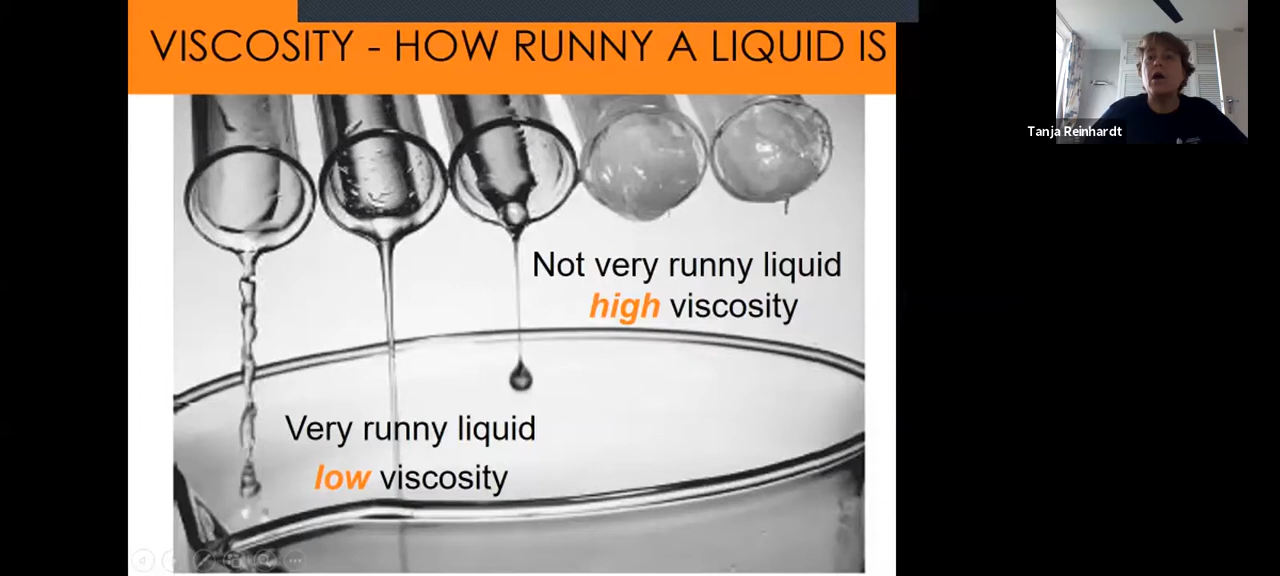 VISCOSITY - HOW RUNNY A LIQUID IS
Tanja Reinhardt
Not very runny liquid
high viscosity
Very runny liquid
low viscosity